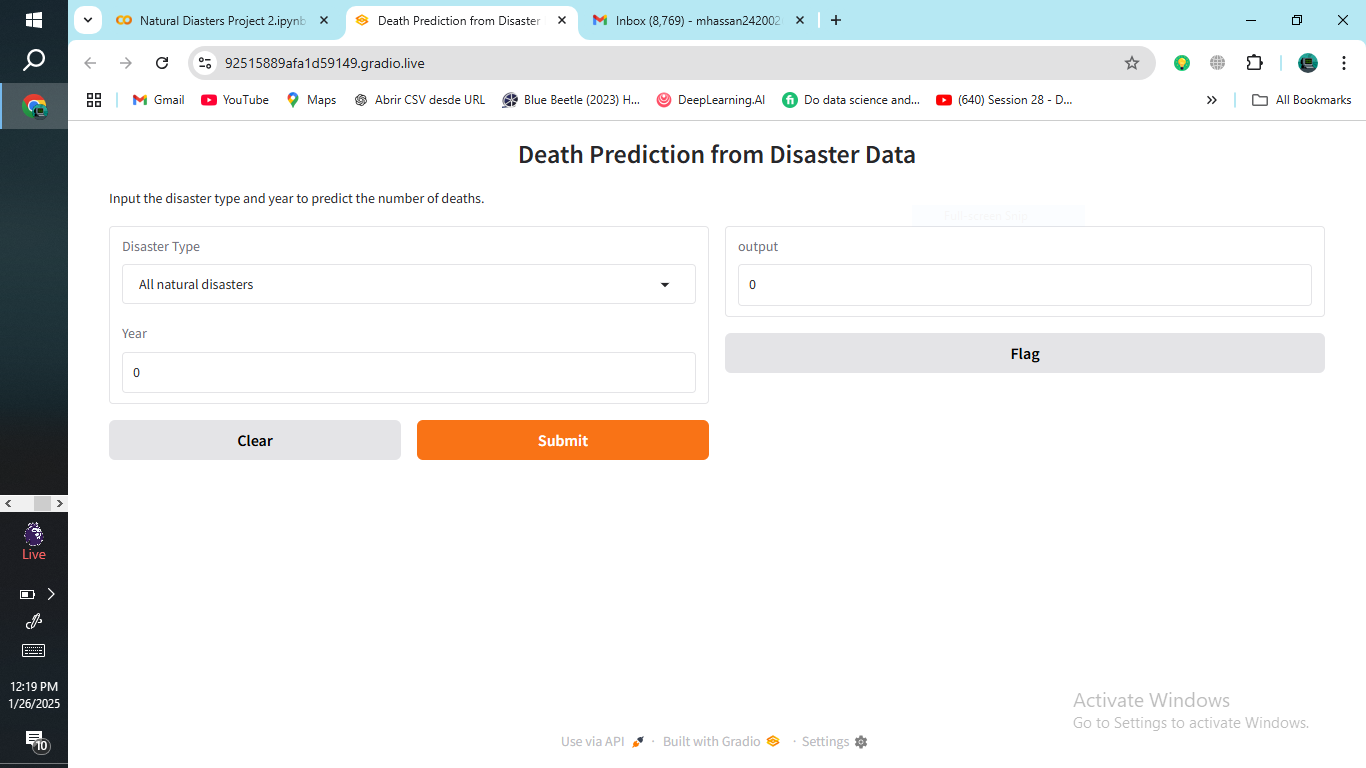 Natural Diasters Project 2.ipynb
Death Prediction from Disaster
Inbox (8,769) - mhassan242002
92515889afa1d59149.gradio.live
Gmail
YouTube
Maps
Abrir CSV desde URL
Blue Beetle (2023) H...
DeepLearning.AI
Do data science and...
(640) Session 28 - D...
All Bookmarks
Death Prediction from Disaster Data
Input the disaster type and year to predict the number of deaths.
Disaster Type
All natural disasters
Year
0
Clear
Submit
output
0
Flag
Live
12:19 PM
1/26/2025
10
Activate Windows
Go to Settings to activate Windows.
Use via API · Built with Gradio · Settings